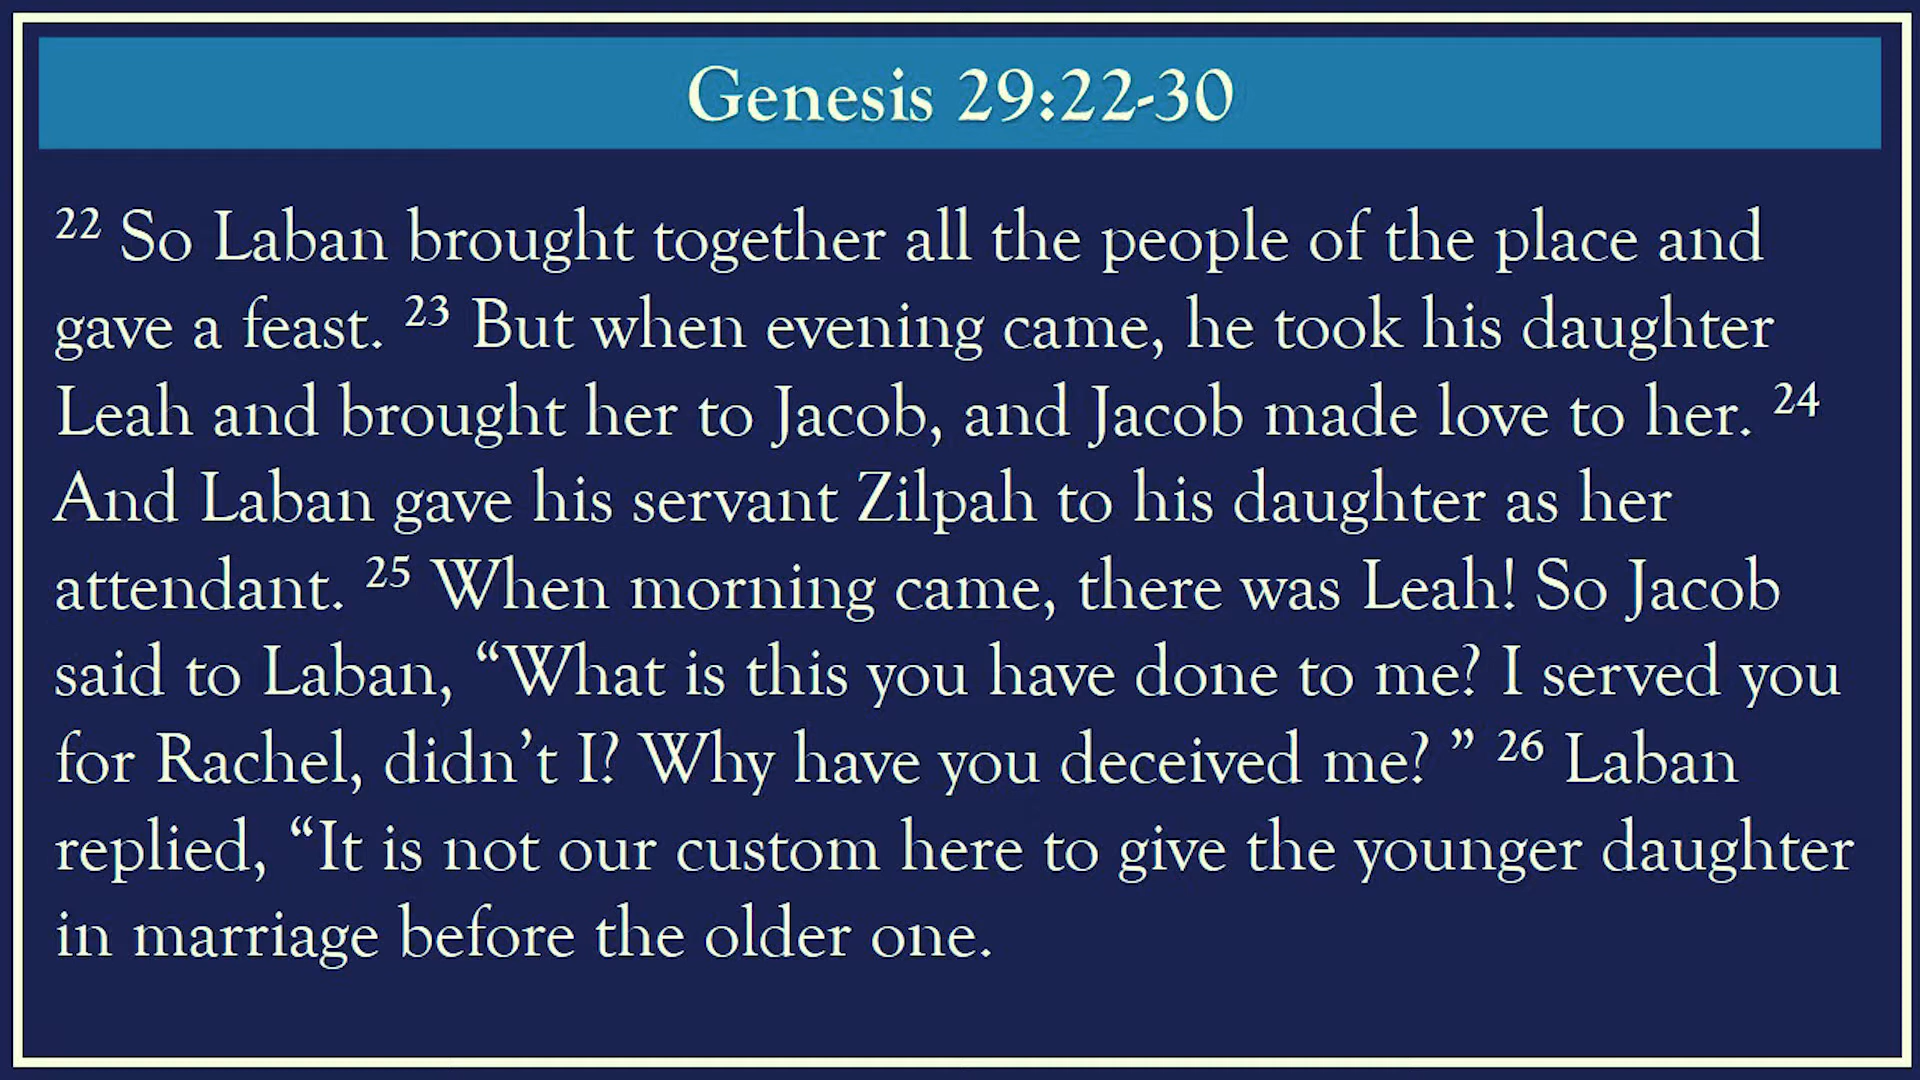 Genesis 29:22-30
22 So Laban brought together all the people of the place and
gave a feast. 23 But when evening came, he took his daughter
Leah and brought her to Jacob, and Jacob made love to her. 24
And Laban gave his servant Zilpah to his daughter as her
attendant. 25 When morning came, there was Leah! So Jacob
said to Laban, “What is this you have done to me? I served you
for Rachel, didn’t I? Why have you deceived me? ” 26 Laban
replied, “It is not our custom here to give the younger daughter
in marriage before the older one.